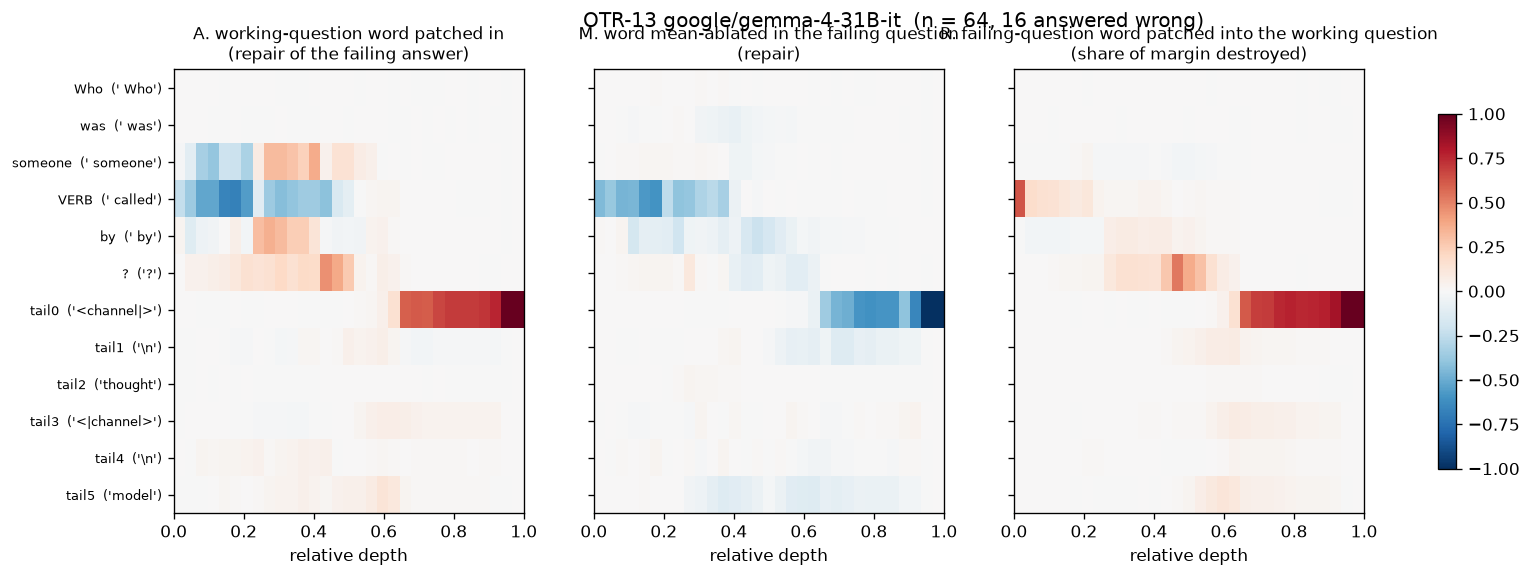 OTR-13 google/gemma-4-31B-it  (n = 64, 16 answered wrong)
A. working-question word patched in
(repair of the failing answer)
M. word mean-ablated in the failing question
(repair)
R. failing-question word patched into the working question
(share of margin destroyed)
Who (' Who')
was (' was')
someone (' someone')
VERB (' called')
by (' by')
? ('?')
tail0 ('<channel|>')
tail1 ('\n')
tail2 ('thought')
tail3 ('<|channel>')
tail4 ('\n')
tail5 ('model')
0.0 0.2 0.4 0.6 0.8 1.0
relative depth
0.0 0.2 0.4 0.6 0.8 1.0
relative depth
0.0 0.2 0.4 0.6 0.8 1.0
relative depth
1.00
0.75
0.50
0.25
0.00
−0.25
−0.50
−0.75
−1.00